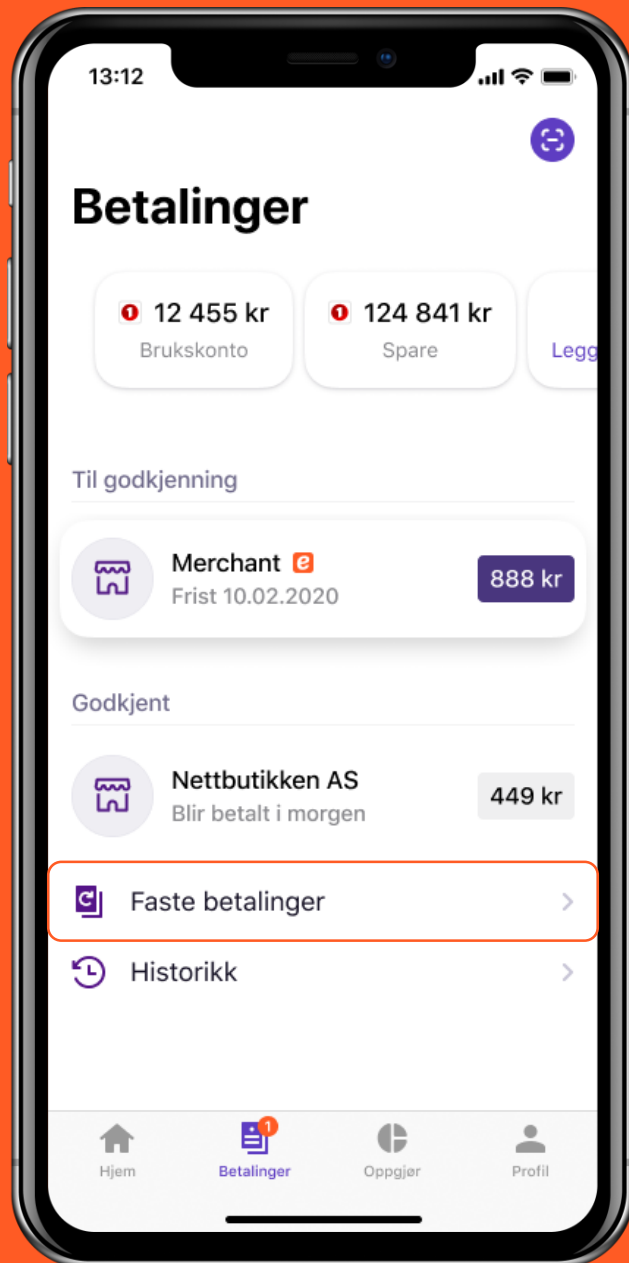 13:12
Betalinger
12 455 kr
Brukskonto
124 841 kr
Spare
Legg
Til godkjenning
Merchant e
Frist 10.02.2020
888 kr
Godkjent
Nettbutikken AS
Blir betalt i morgen
449 kr
Faste betalinger
Historikk
1
Hjem
Betalinger
Oppgjør
Profil